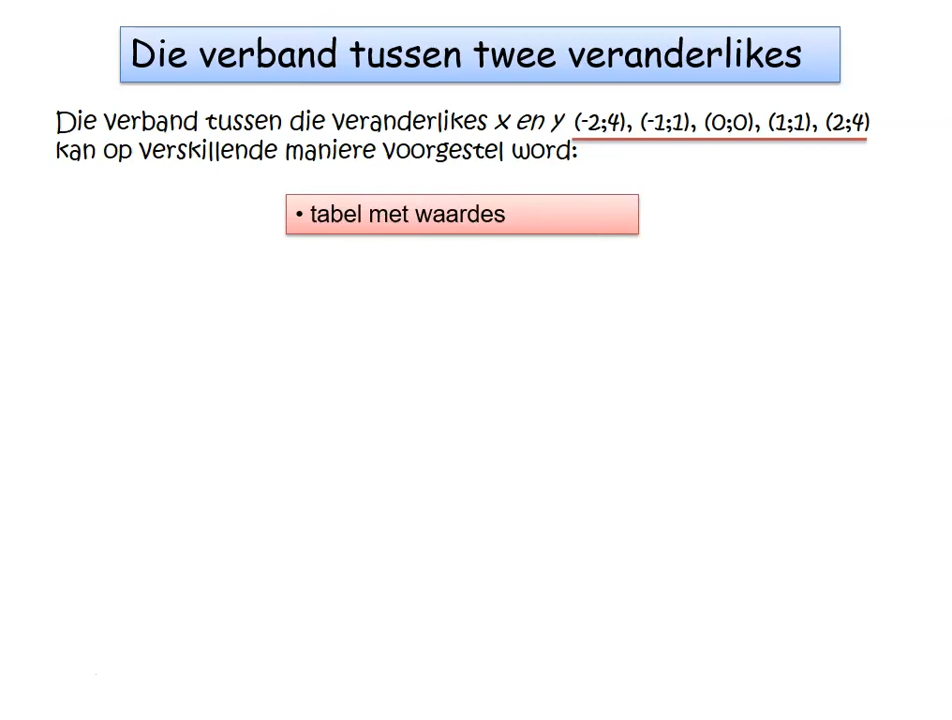 Die verband tussen twee veranderlikes
Die verband tussen die veranderlikes x en y (-2;4), (-1;1), (0;0), (1;1), (2;4)
kan op verskillende maniere voorgestel word:
• tabel met waardes